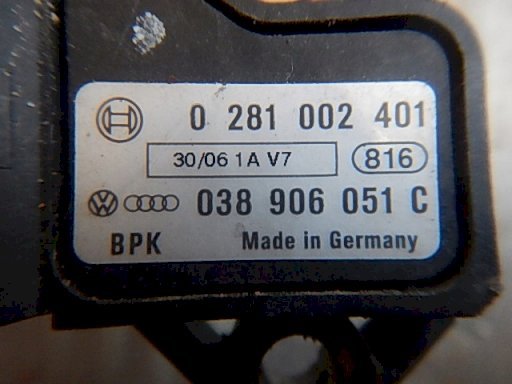 0 281 002 401
30/06 1A V7 816
038 906 051 C
BPK Made in Germany